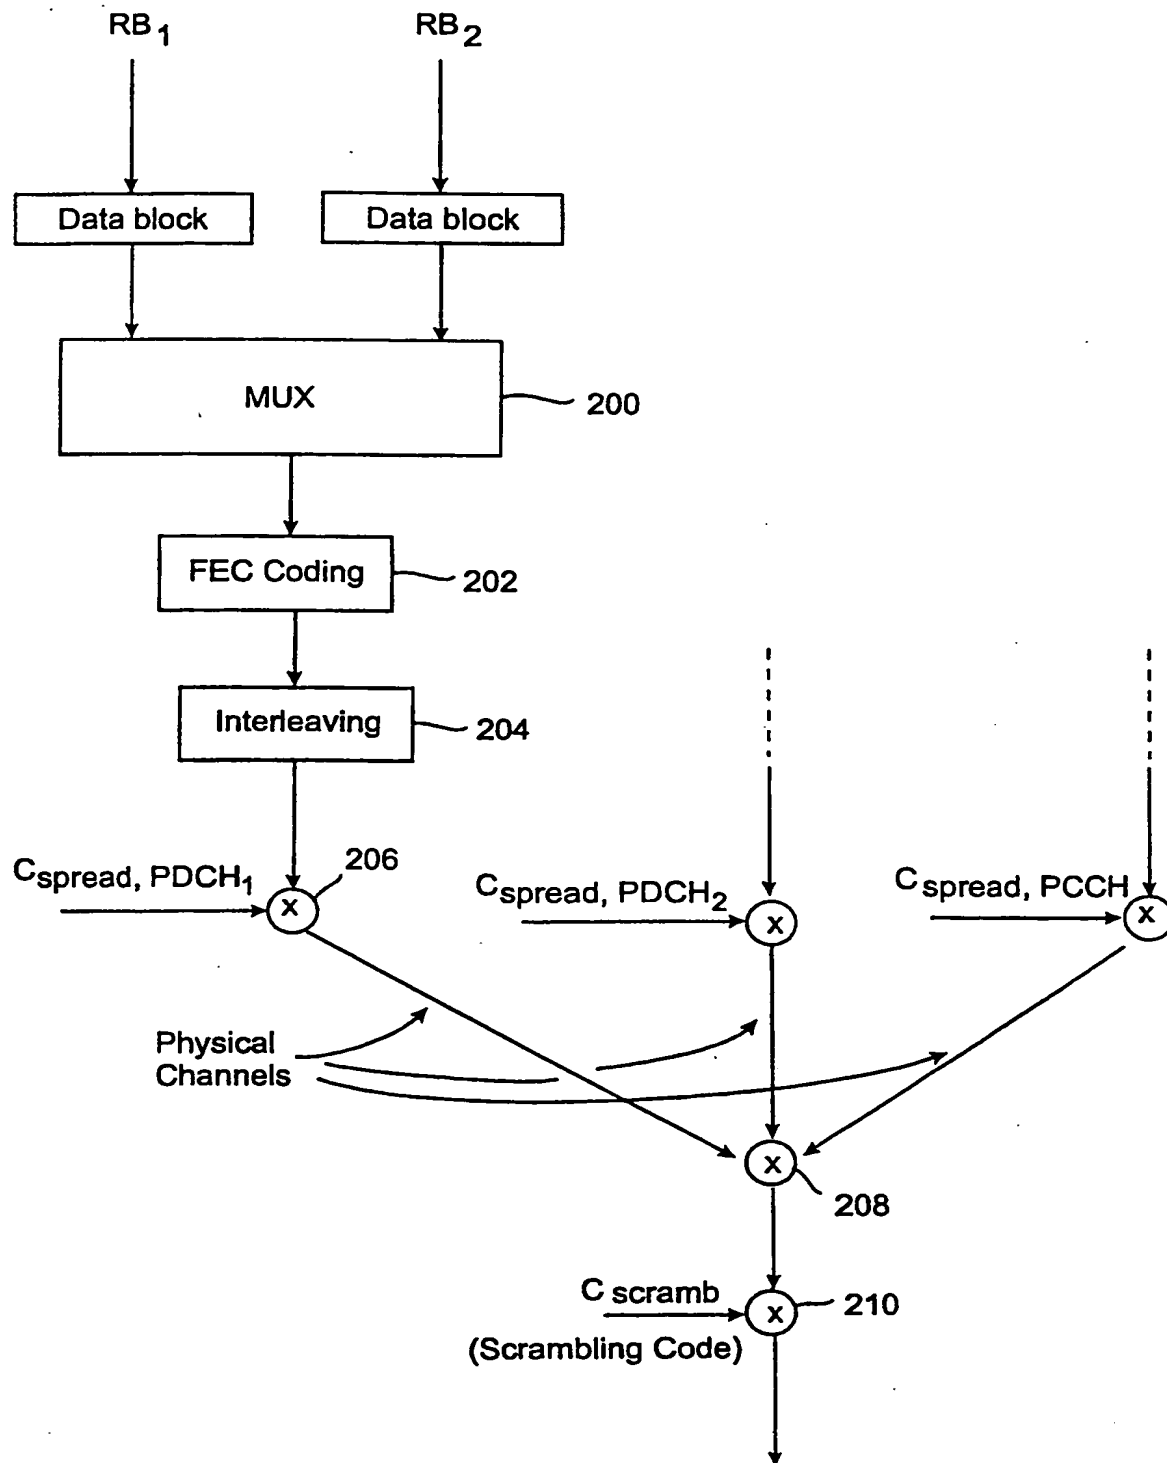 RB1
RB2
Data block
Data block
MUX
200
FEC Coding
202
Interleaving
204
206
Cspread, PDCH1
Cspread, PDCH2
C spread, PCCH
x
x
x
Physical
Channels
x
208
C scramb
x
210
(Scrambling Code)